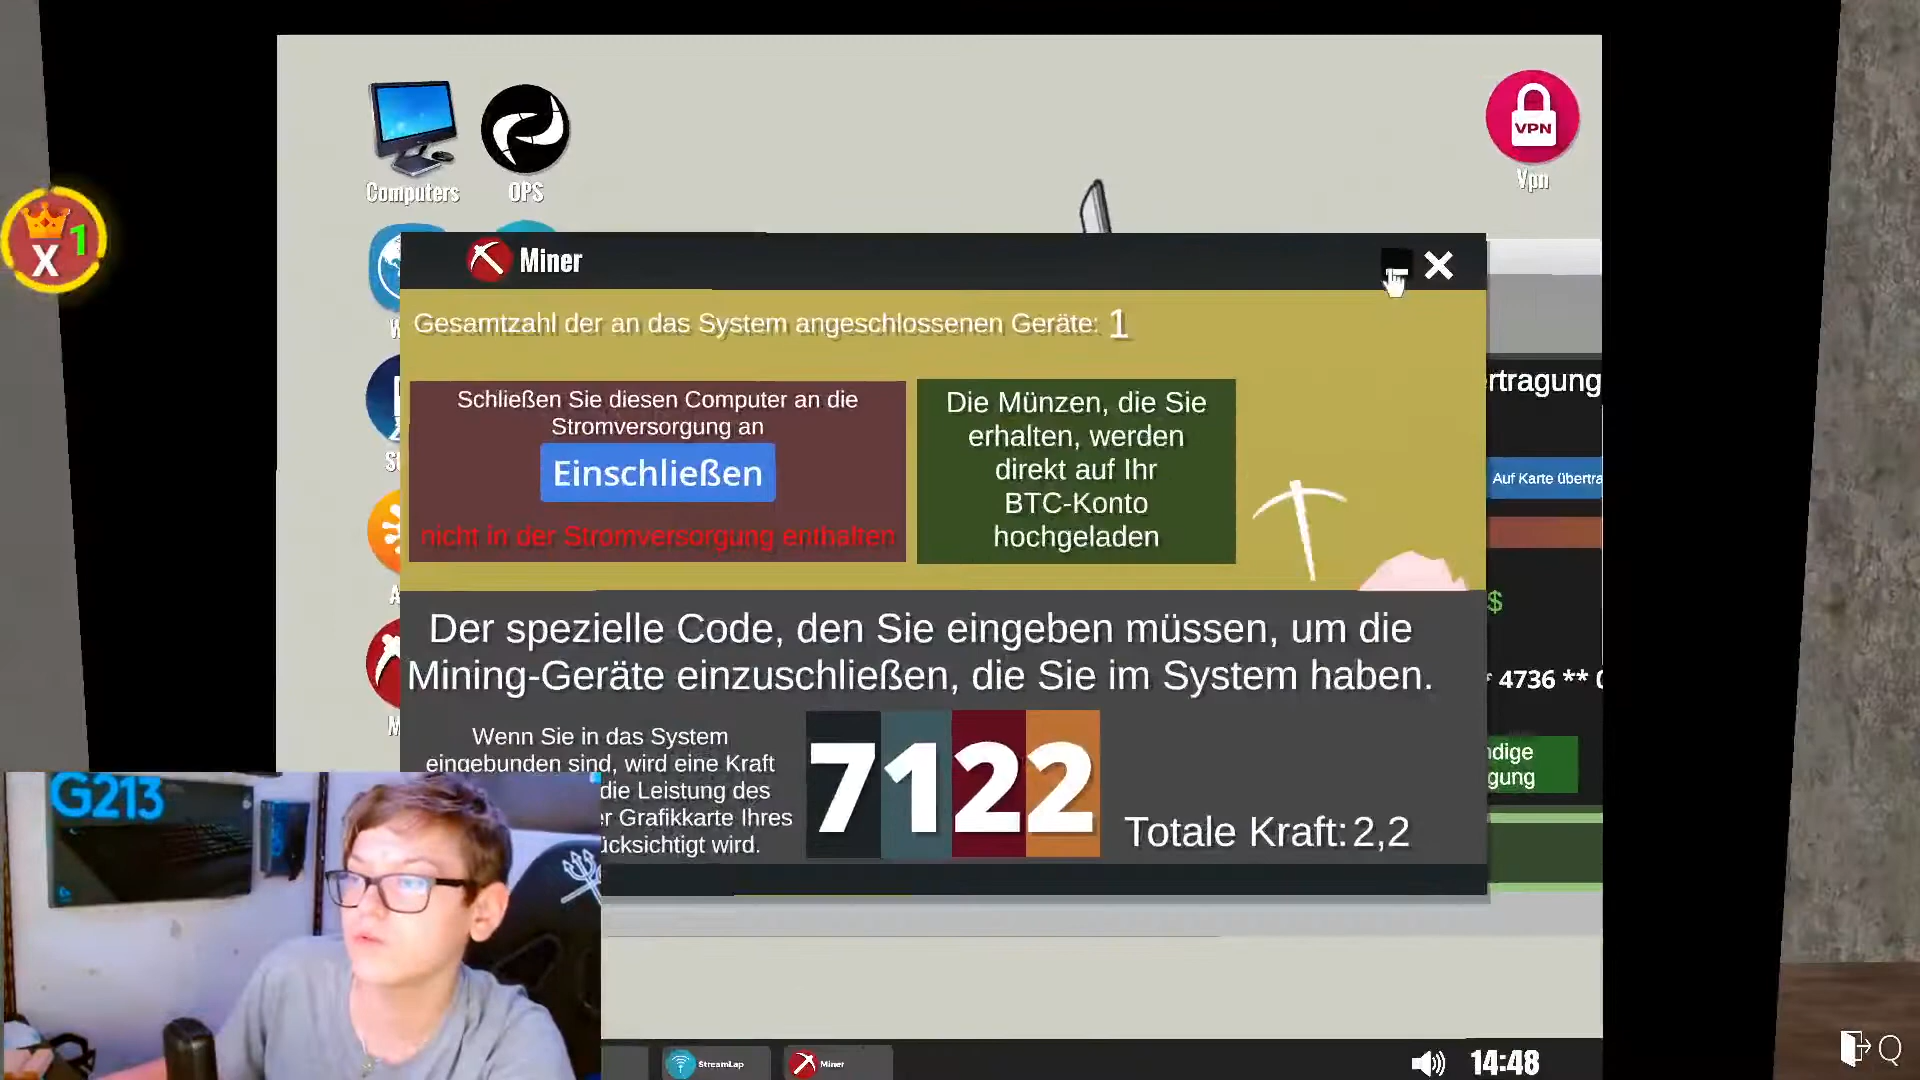 Computers
OPS
VPN
Vpn
X 1
Miner
Gesamtzahl der an das System angeschlossenen Geräte: 1
Schließen Sie diesen Computer an die
Stromversorgung an
Einschließen
nicht in der Stromversorgung enthalten
Die Münzen, die Sie
erhalten, werden
direkt auf Ihr
BTC-Konto
hochgeladen
rtragung
Auf Karte übertra
$
4736 **
ndige
gung
Der spezielle Code, den Sie eingeben müssen, um die
Mining-Geräte einzuschließen, die Sie im System haben.
Wenn Sie in das System
eingebunden sind, wird eine Kraft
die Leistung des
r Grafikkarte Ihres
ücksichtigt wird.
7122
Totale Kraft: 2,2
G213
StreamLap
Miner
14:48
Q